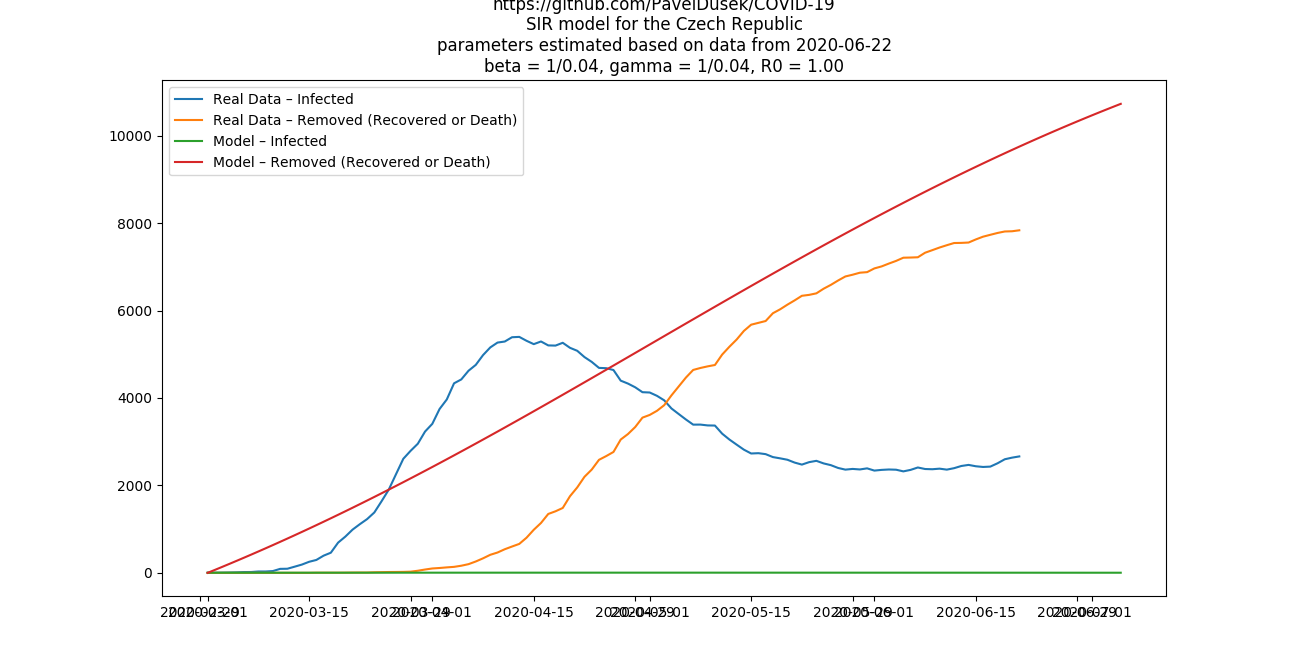 https://github.com/PavelDusek/COVID-19
SIR model for the Czech Republic
parameters estimated based on data from 2020-06-22
beta = 1/0.04, gamma = 1/0.04, R0 = 1.00
Real Data – Infected
Real Data – Removed (Recovered or Death)
Model – Infected
Model – Removed (Recovered or Death)
10000
8000
6000
4000
2000
0
2020-03-15
2020-04-15
2020-05-15
2020-06-15